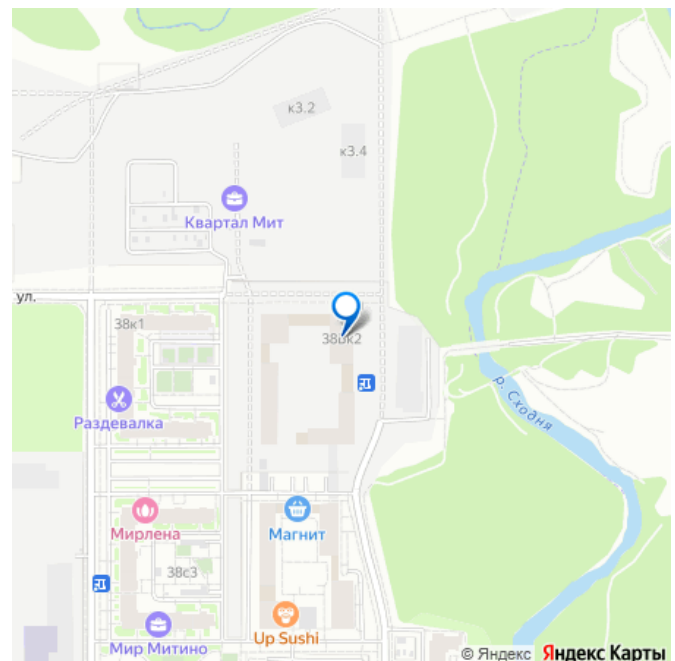 к3.2
к3.4
Квартал Мит
ул.
38к1
38вк2
Раздевалка
р. Сходня
Мирлена
Магнит
38с3
Up Sushi
Мир Митино
© Яндекс Яндекс Карты